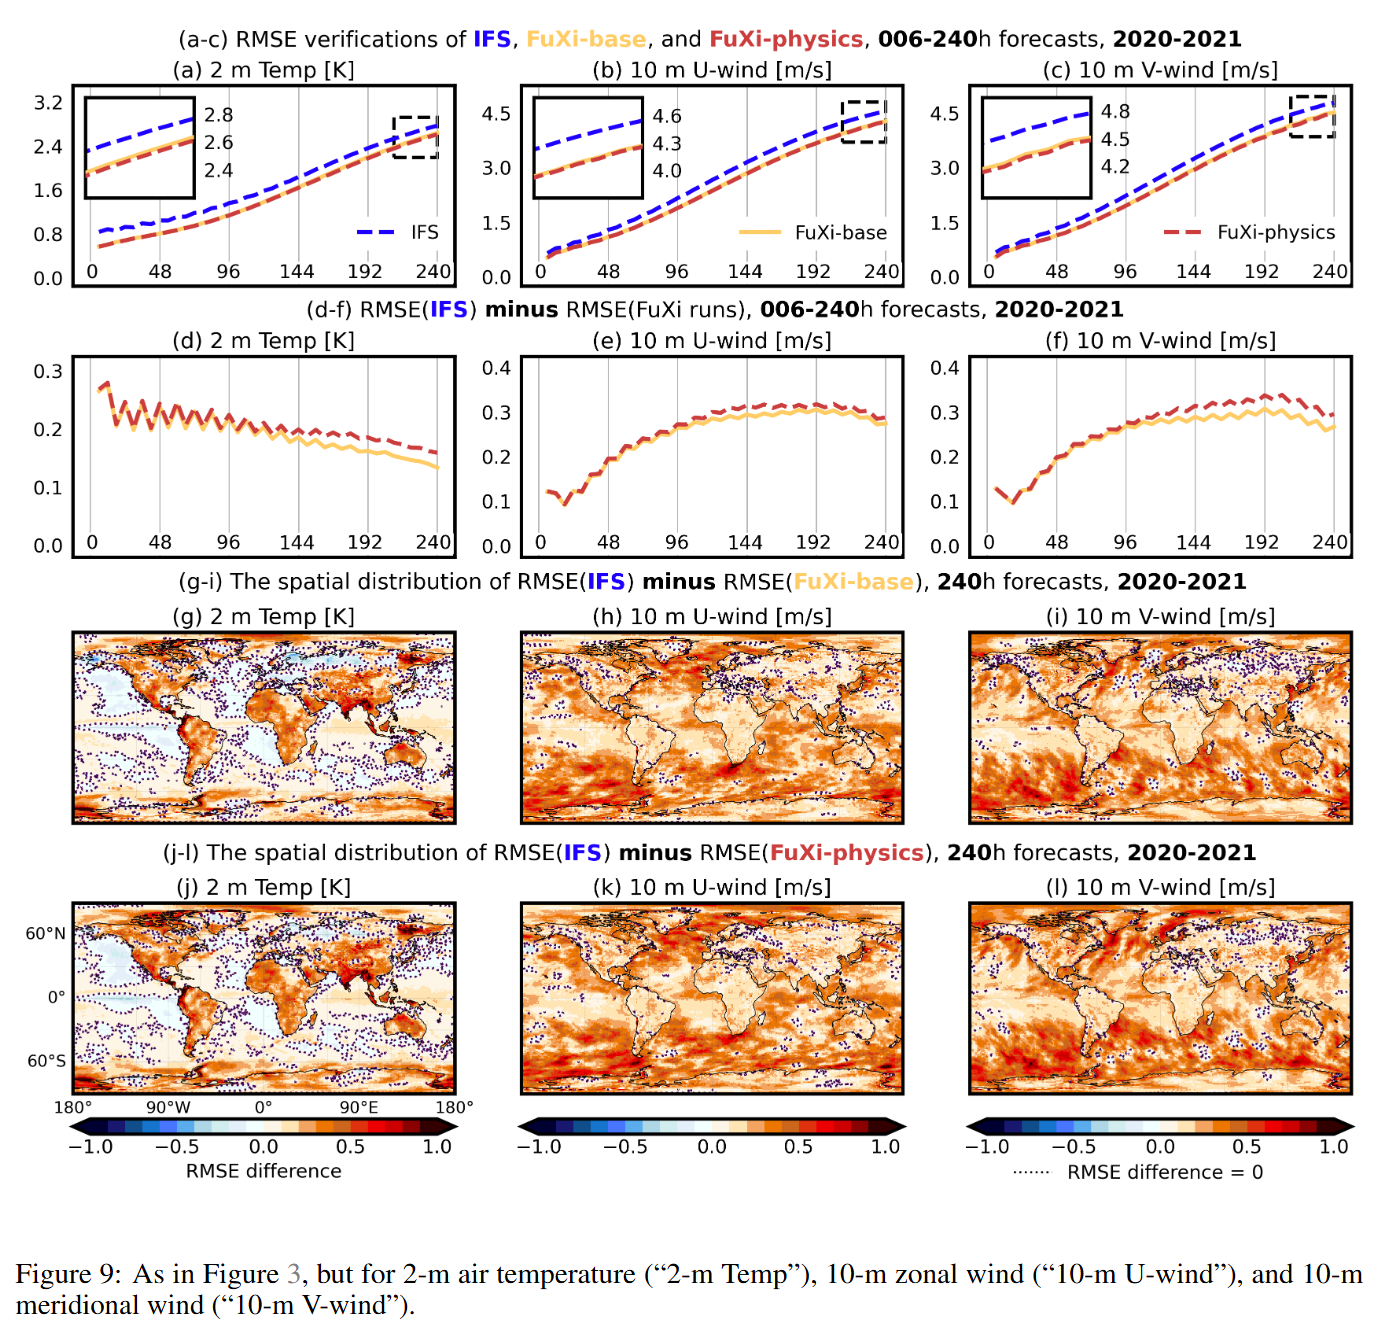 (a-c) RMSE verifications of IFS, FuXi-base, and FuXi-physics, 006-240h forecasts, 2020-2021
(a) 2 m Temp [K]
(b) 10 m U-wind [m/s]
(c) 10 m V-wind [m/s]
3.2
2.4
1.6
0.8
0.0
2.8
2.6
2.4
IFS
0 48 96 144 192 240
4.5
3.0
1.5
0.0
4.6
4.3
4.0
FuXi-base
0 48 96 144 192 240
4.5
3.0
1.5
0.0
4.8
4.5
4.2
FuXi-physics
0 48 96 144 192 240
(d-f) RMSE(IFS) minus RMSE(FuXi runs), 006-240h forecasts, 2020-2021
(d) 2 m Temp [K]
(e) 10 m U-wind [m/s]
(f) 10 m V-wind [m/s]
0.3
0.2
0.1
0.0
0 48 96 144 192 240
0.4
0.3
0.2
0.1
0.0
0 48 96 144 192 240
0.4
0.3
0.2
0.1
0.0
0 48 96 144 192 240
(g-i) The spatial distribution of RMSE(IFS) minus RMSE(FuXi-base), 240h forecasts, 2020-2021
(g) 2 m Temp [K]
(h) 10 m U-wind [m/s]
(i) 10 m V-wind [m/s]
(j-l) The spatial distribution of RMSE(IFS) minus RMSE(FuXi-physics), 240h forecasts, 2020-2021
(j) 2 m Temp [K]
(k) 10 m U-wind [m/s]
(l) 10 m V-wind [m/s]
60°N
0°
60°S
180° 90°W 0° 90°E 180°
−1.0 −0.5 0.0 0.5 1.0
−1.0 −0.5 0.0 0.5 1.0
−1.0 −0.5 0.0 0.5 1.0
RMSE difference
RMSE difference = 0
Figure 9: As in Figure 3, but for 2-m air temperature (“2-m Temp”), 10-m zonal wind (“10-m U-wind”), and 10-m
meridional wind (“10-m V-wind”).